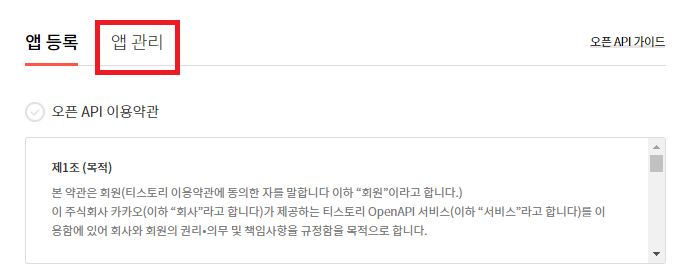 앱 등록
앱 관리
오픈 API 가이드
오픈 API 이용약관
제1조 (목적)
본 약관은 회원(티스토리 이용약관에 동의한 자를 말합니다 이하 “회원”이라고 합니다.)
이 주식회사 카카오(이하 “회사”라고 합니다)가 제공하는 티스토리 OpenAPI 서비스(이하 “서비스”라고 합니다)를 이
용함에 있어 회사와 회원의 권리•의무 및 책임사항을 규정함을 목적으로 합니다.